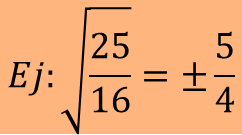 Ej: √(25/16) = ± 5/4